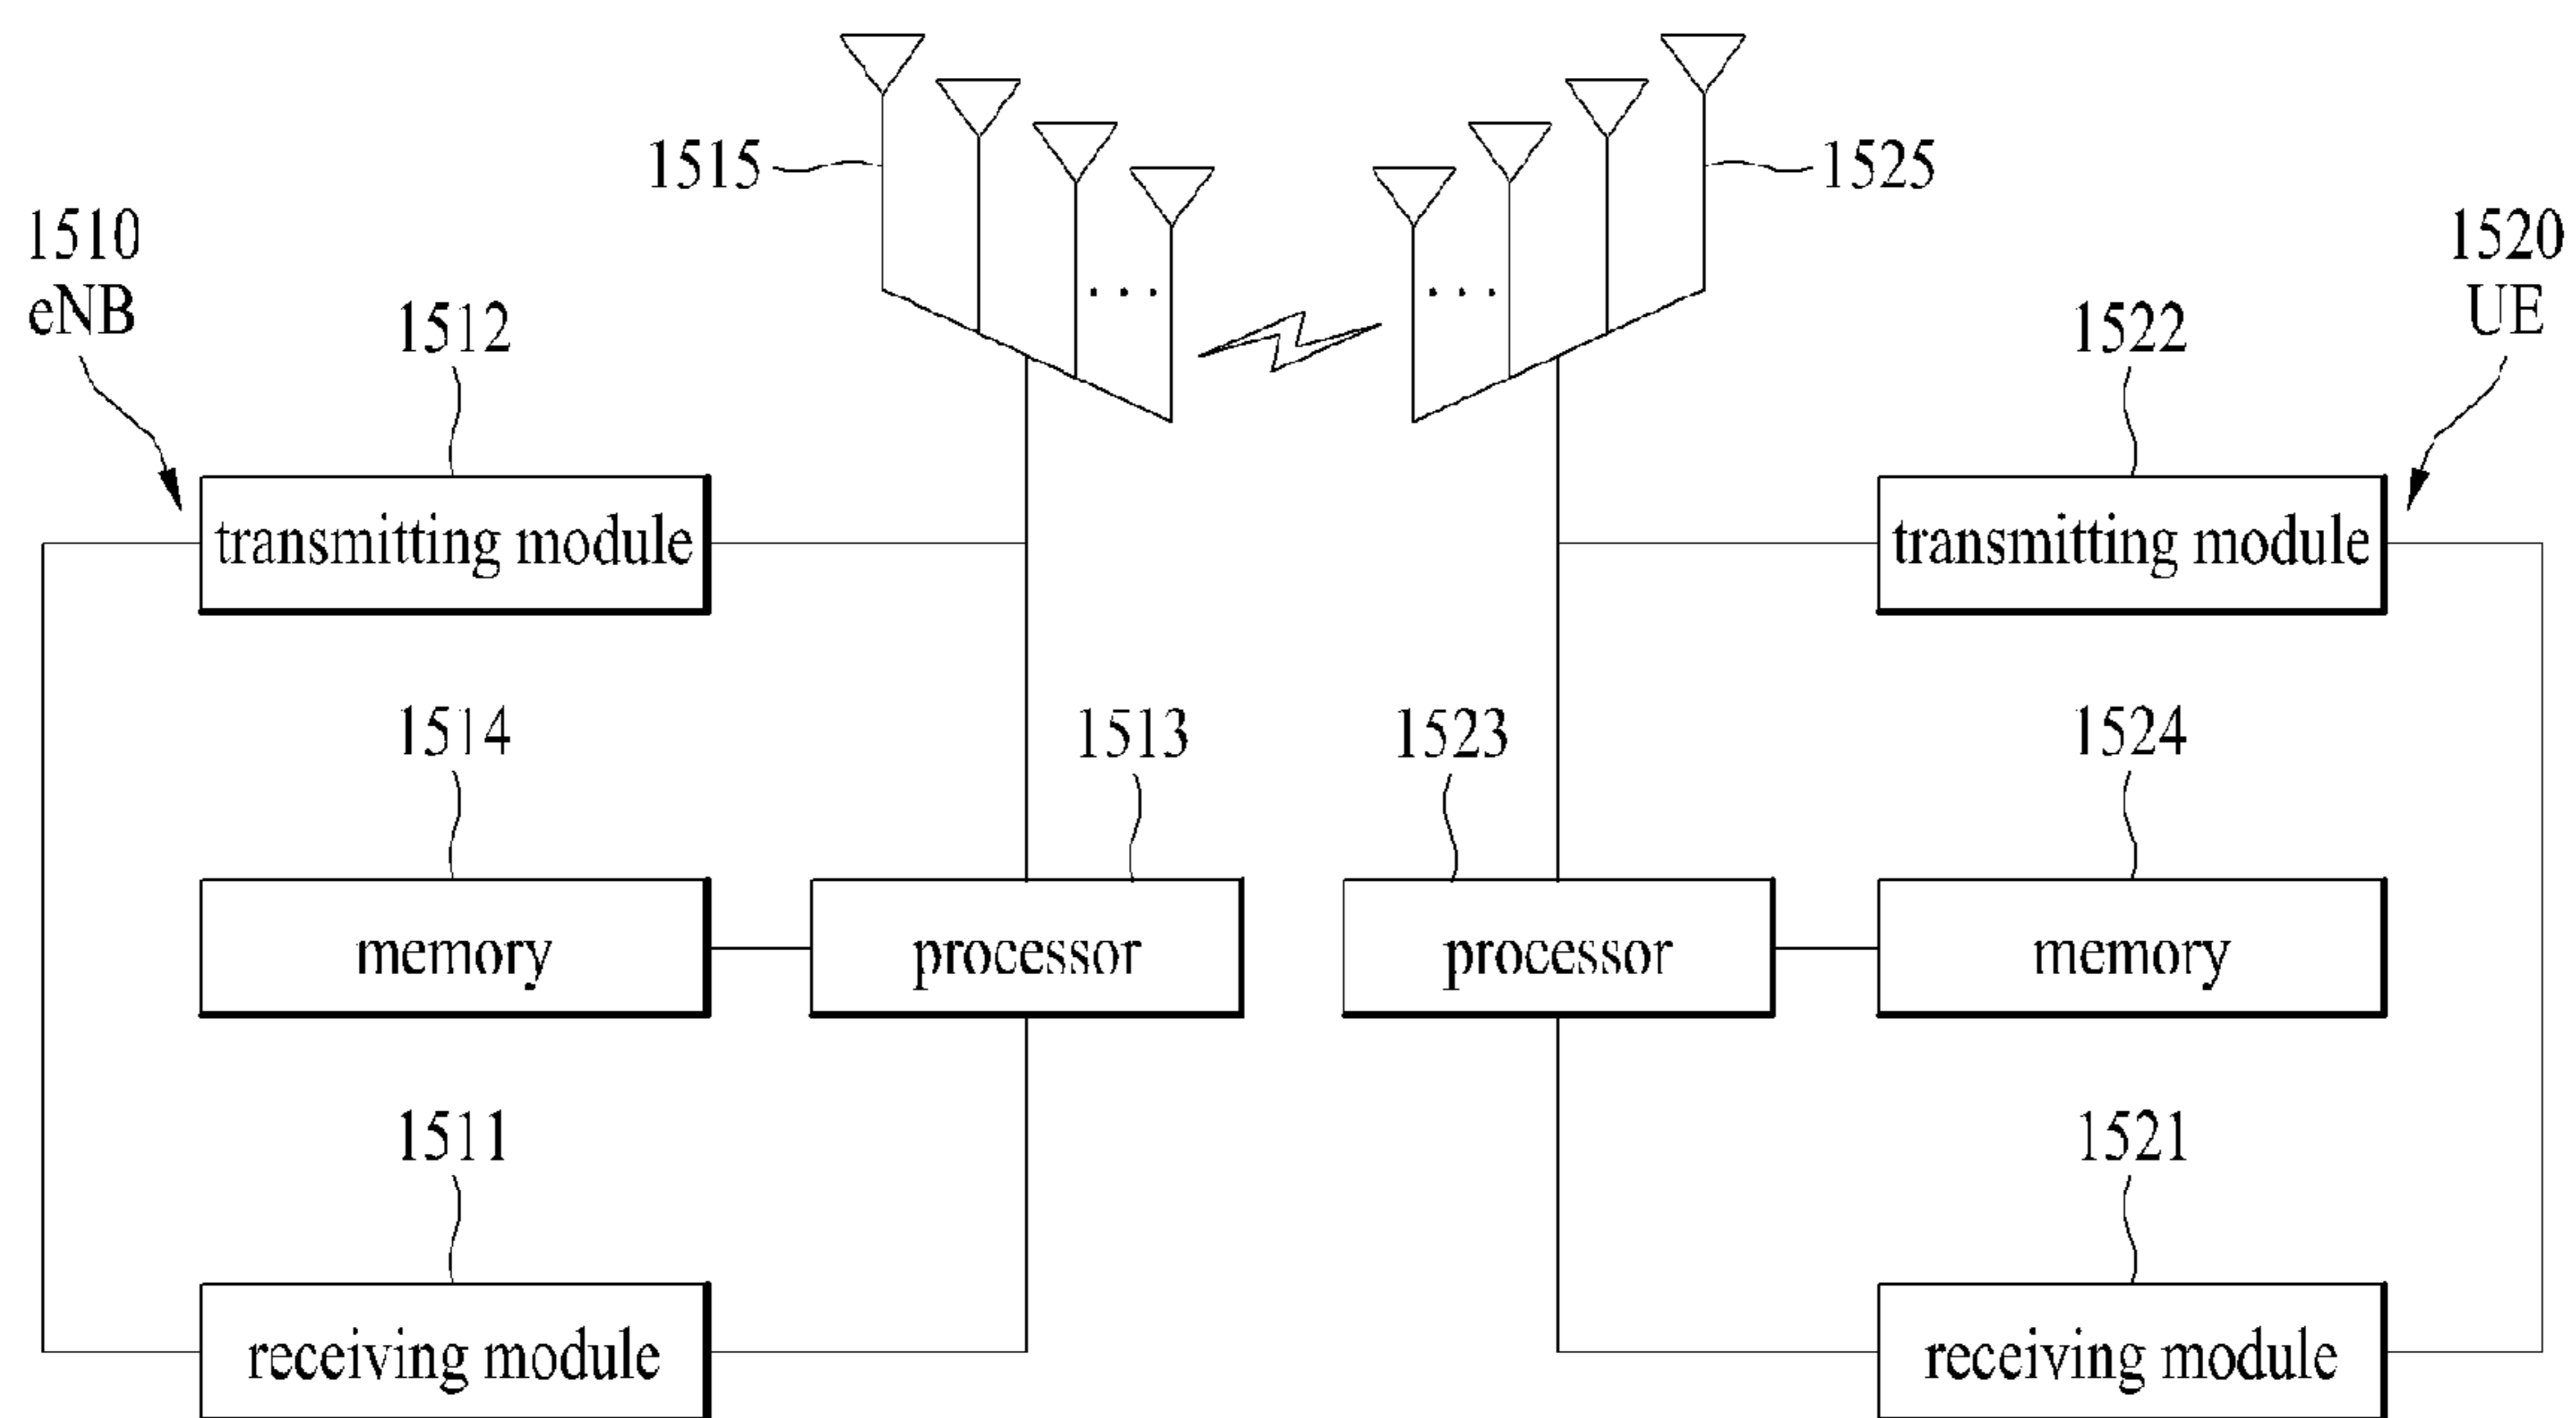 1515
1525
1510
eNB
1520
UE
1512
1522
transmitting module
transmitting module
1514
1513
1523
1524
memory
processor
processor
memory
1511
1521
receiving module
receiving module